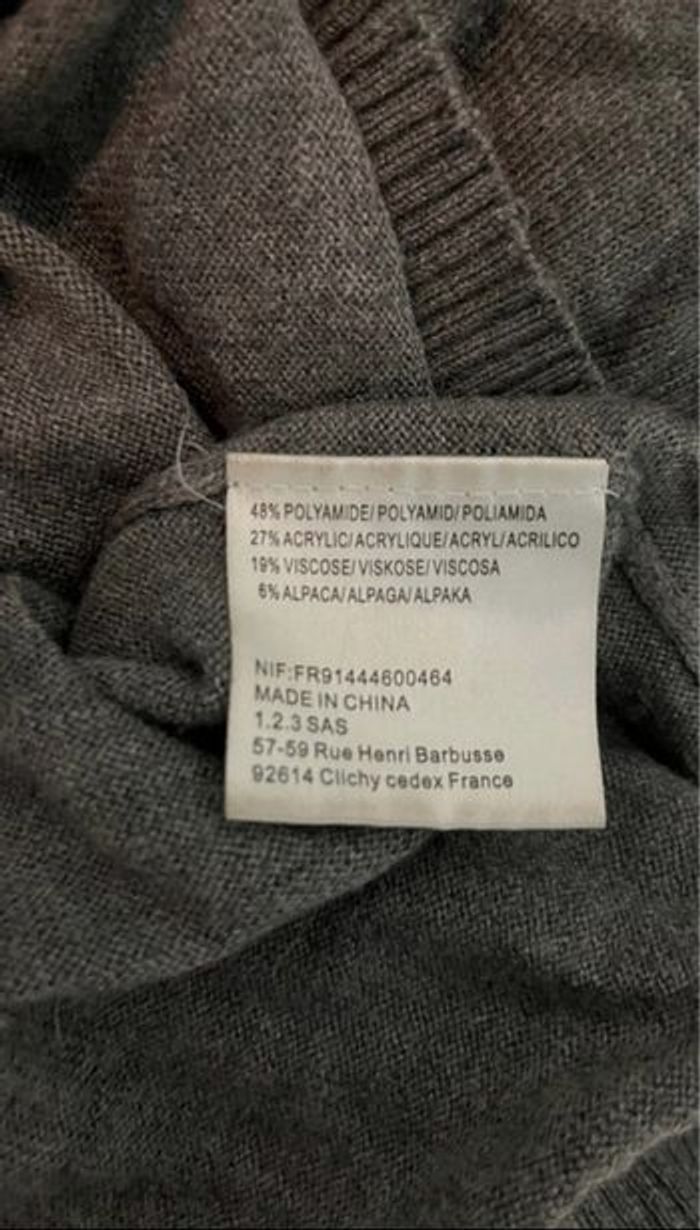 48% POLYAMIDE/ POLYAMID/ POLIAMIDA
27% ACRYLIC/ACRYLIQUE/ACRYL/ACRILICO
19% VISCOSE/ VISKOSE/ VISCOSA
6% ALPACA/ ALPAGA/ ALPAKA
NIF:FR91444600464
MADE IN CHINA
1.2.3 SAS
57-59 Rue Henri Barbusse
92614 Clichy cedex France